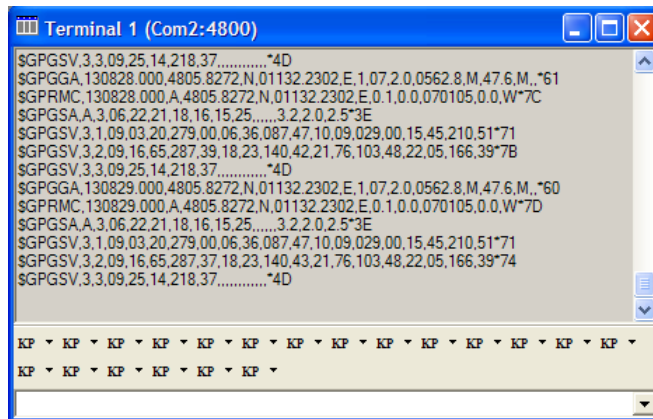 Terminal 1 (Com2:4800)
$GPGSV,3,3,09,25,14,218,37,,,,,,,,,,,,*4D
$GPGGA,130828.000,4805.8272,N,01132.2302,E,1,07,2.0,0562.8,M,47.6,M,,*61
$GPRMC,130828.000,A,4805.8272,N,01132.2302,E,0.1,0.0,070105,0.0,W*7C
$GPGSA,A,3,06,22,21,18,16,15,25,,,,,,3.2,2.0,2.5*3E
$GPGSV,3,1,09,03,20,279,00,06,36,087,47,10,09,029,00,15,45,210,51*71
$GPGSV,3,2,09,16,65,287,39,18,23,140,42,21,76,103,48,22,05,166,39*7B
$GPGSV,3,3,09,25,14,218,37,,,,,,,,,,,,*4D
$GPGGA,130829.000,4805.8272,N,01132.2302,E,1,07,2.0,0562.8,M,47.6,M,,*60
$GPRMC,130829.000,A,4805.8272,N,01132.2302,E,0.1,0.0,070105,0.0,W*7D
$GPGSA,A,3,06,22,21,18,16,15,25,,,,,,3.2,2.0,2.5*3E
$GPGSV,3,1,09,03,20,279,00,06,36,087,47,10,09,029,00,15,45,210,51*71
$GPGSV,3,2,09,16,65,287,37,18,23,140,43,21,76,103,48,22,05,166,39*74
$GPGSV,3,3,09,25,14,218,37,,,,,,,,,,,,*4D
KP KP KP KP KP KP KP KP KP KP KP KP KP KP
KP KP KP KP KP KP